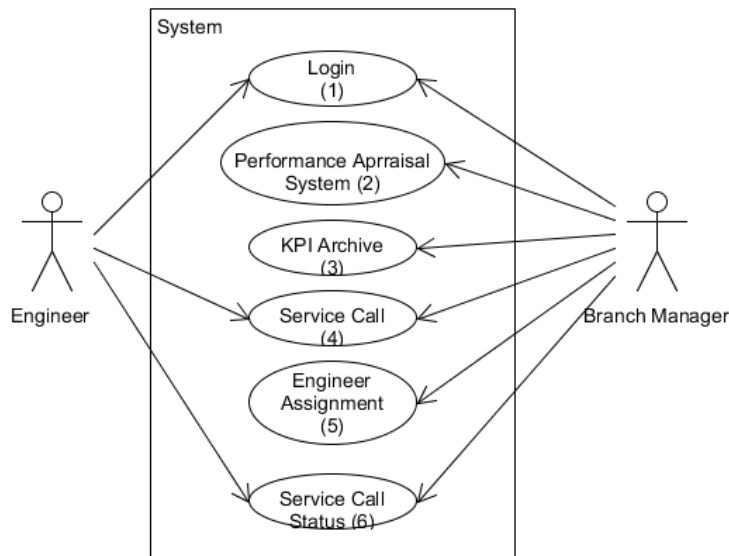 System
Login
(1)
Performance Aprraisal
System (2)
KPI Archive
(3)
Engineer
Service Call
(4)
Branch Manager
Engineer
Assignment
(5)
Service Call
Status (6)